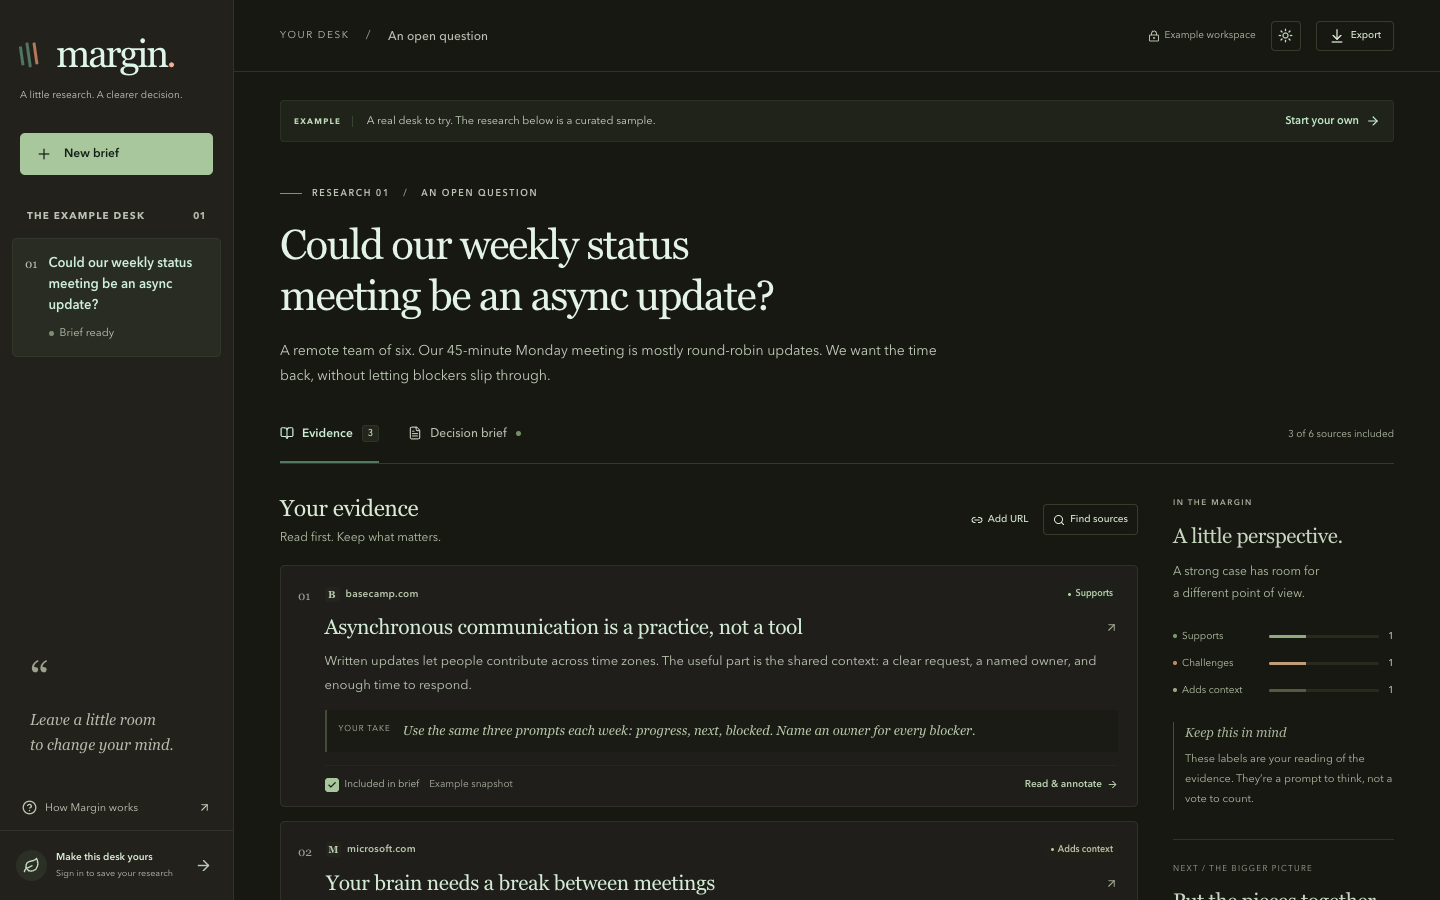 margin.
A little research. A clearer decision.
New brief
THE EXAMPLE DESK 01
01 Could our weekly status
meeting be an async
update?
Brief ready
“
Leave a little room
to change your mind.
How Margin works
Make this desk yours
Sign in to save your research
YOUR DESK / An open question
Example workspace
Export
EXAMPLE A real desk to try. The research below is a curated sample.
Start your own
RESEARCH 01 / AN OPEN QUESTION
Could our weekly status
meeting be an async update?
A remote team of six. Our 45-minute Monday meeting is mostly round-robin updates. We want the time
back, without letting blockers slip through.
Evidence 3
Decision brief
3 of 6 sources included
Your evidence
Read first. Keep what matters.
Add URL
Find sources
01 B basecamp.com
Supports
Asynchronous communication is a practice, not a tool
Written updates let people contribute across time zones. The useful part is the shared context: a clear request, a named owner, and
enough time to respond.
YOUR TAKE Use the same three prompts each week: progress, next, blocked. Name an owner for every blocker.
Included in brief Example snapshot
Read & annotate
02 M microsoft.com
Adds context
Your brain needs a break between meetings
IN THE MARGIN
A little perspective.
A strong case has room for
a different point of view.
Supports 1
Challenges 1
Adds context 1
Keep this in mind
These labels are your reading of the
evidence. They're a prompt to think, not a
vote to count.
NEXT / THE BIGGER PICTURE
Put the pieces together